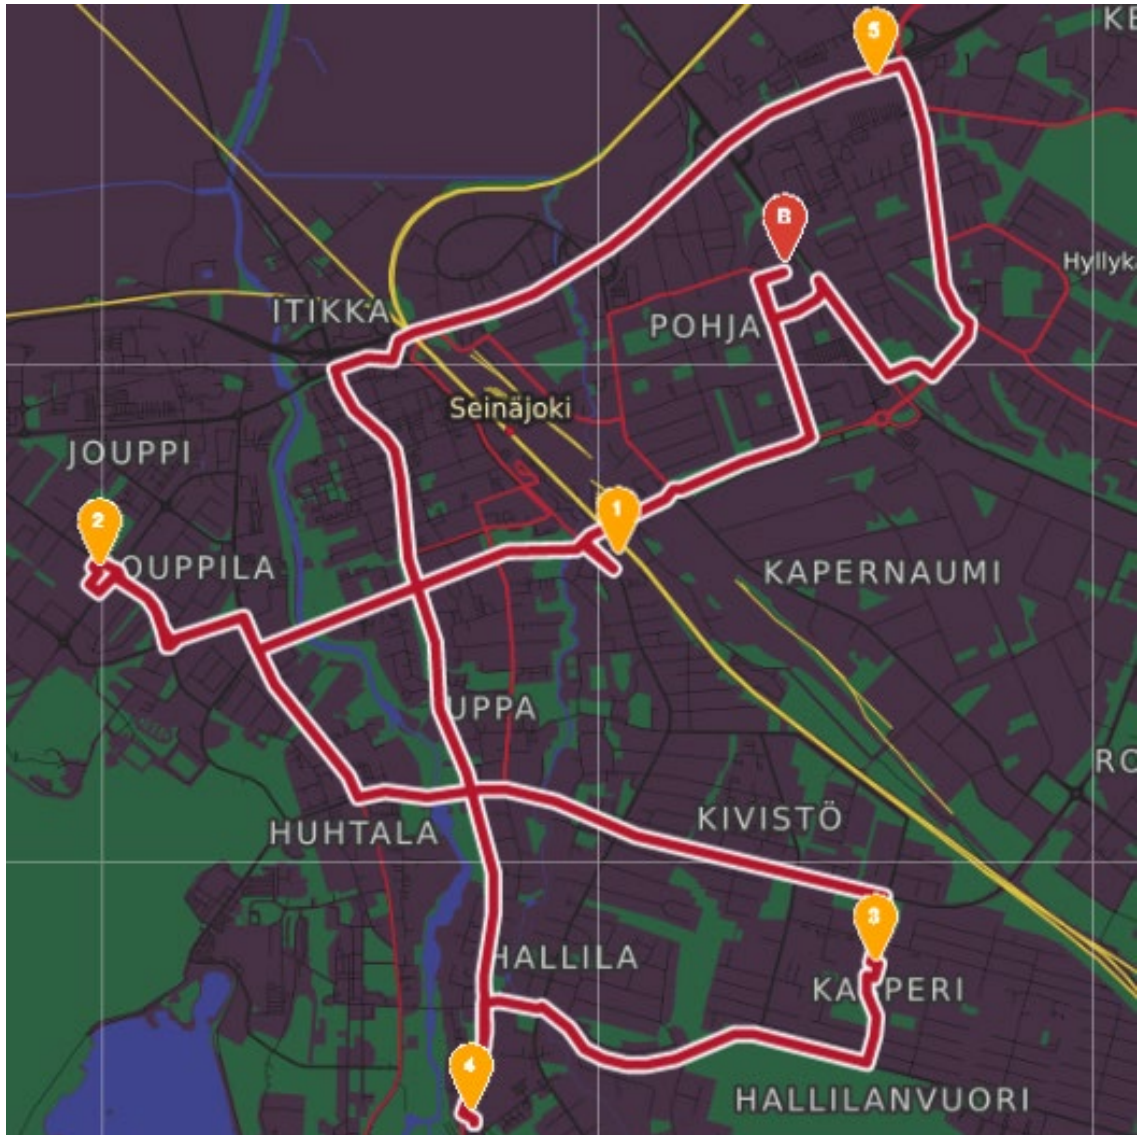 KE
5
B
Hyllyka
ITIKKA
POHJA
Seinäjoki
JOUPPI
2
1
OUPPILA
KAPERNAUMI
UPPA
RO
KIVISTÖ
HUHTALA
3
HALLILA
KA PERI
4
HALLILANVUORI